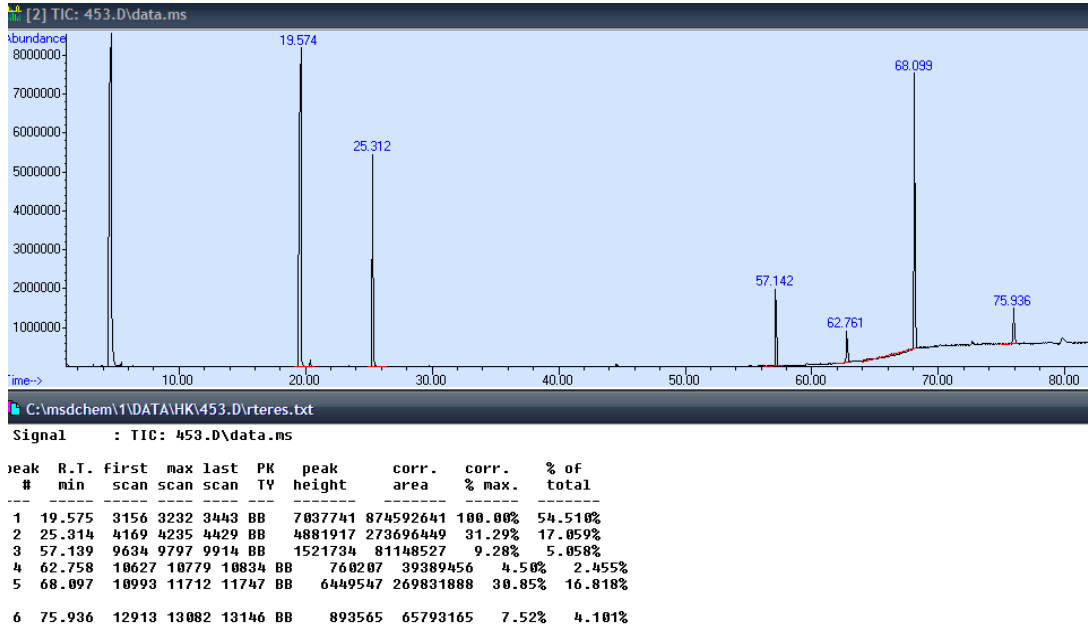 [2] TIC: 453.D\data.ms
Abundance
8000000
7000000
6000000
5000000
4000000
3000000
2000000
1000000
19.574
25.312
57.142
62.761
68.099
75.936
10.00 20.00 30.00 40.00 50.00 60.00 70.00 80.00
Time-->
C:\msdchem\1\DATA\HK\453.D\rteres.txt
Signal : TIC: 453.D\data.ms
peak R.T. first max last PK peak corr. corr. % of
# min scan scan scan TY height area % max. total
--- ----- ----- ---- ---- --- ------- ------- ------ -------
1 19.575 3156 3232 3443 BB 7037741 874592641 100.00% 54.510%
2 25.314 4169 4235 4429 BB 4881917 273696449 31.29% 17.059%
3 57.139 9634 9797 9914 BB 1521734 81148527 9.28% 5.058%
4 62.758 10627 10779 10834 BB 760207 39389456 4.50% 2.455%
5 68.097 10993 11712 11747 BB 6449547 269831888 30.85% 16.818%
6 75.936 12913 13082 13146 BB 893565 65793165 7.52% 4.101%